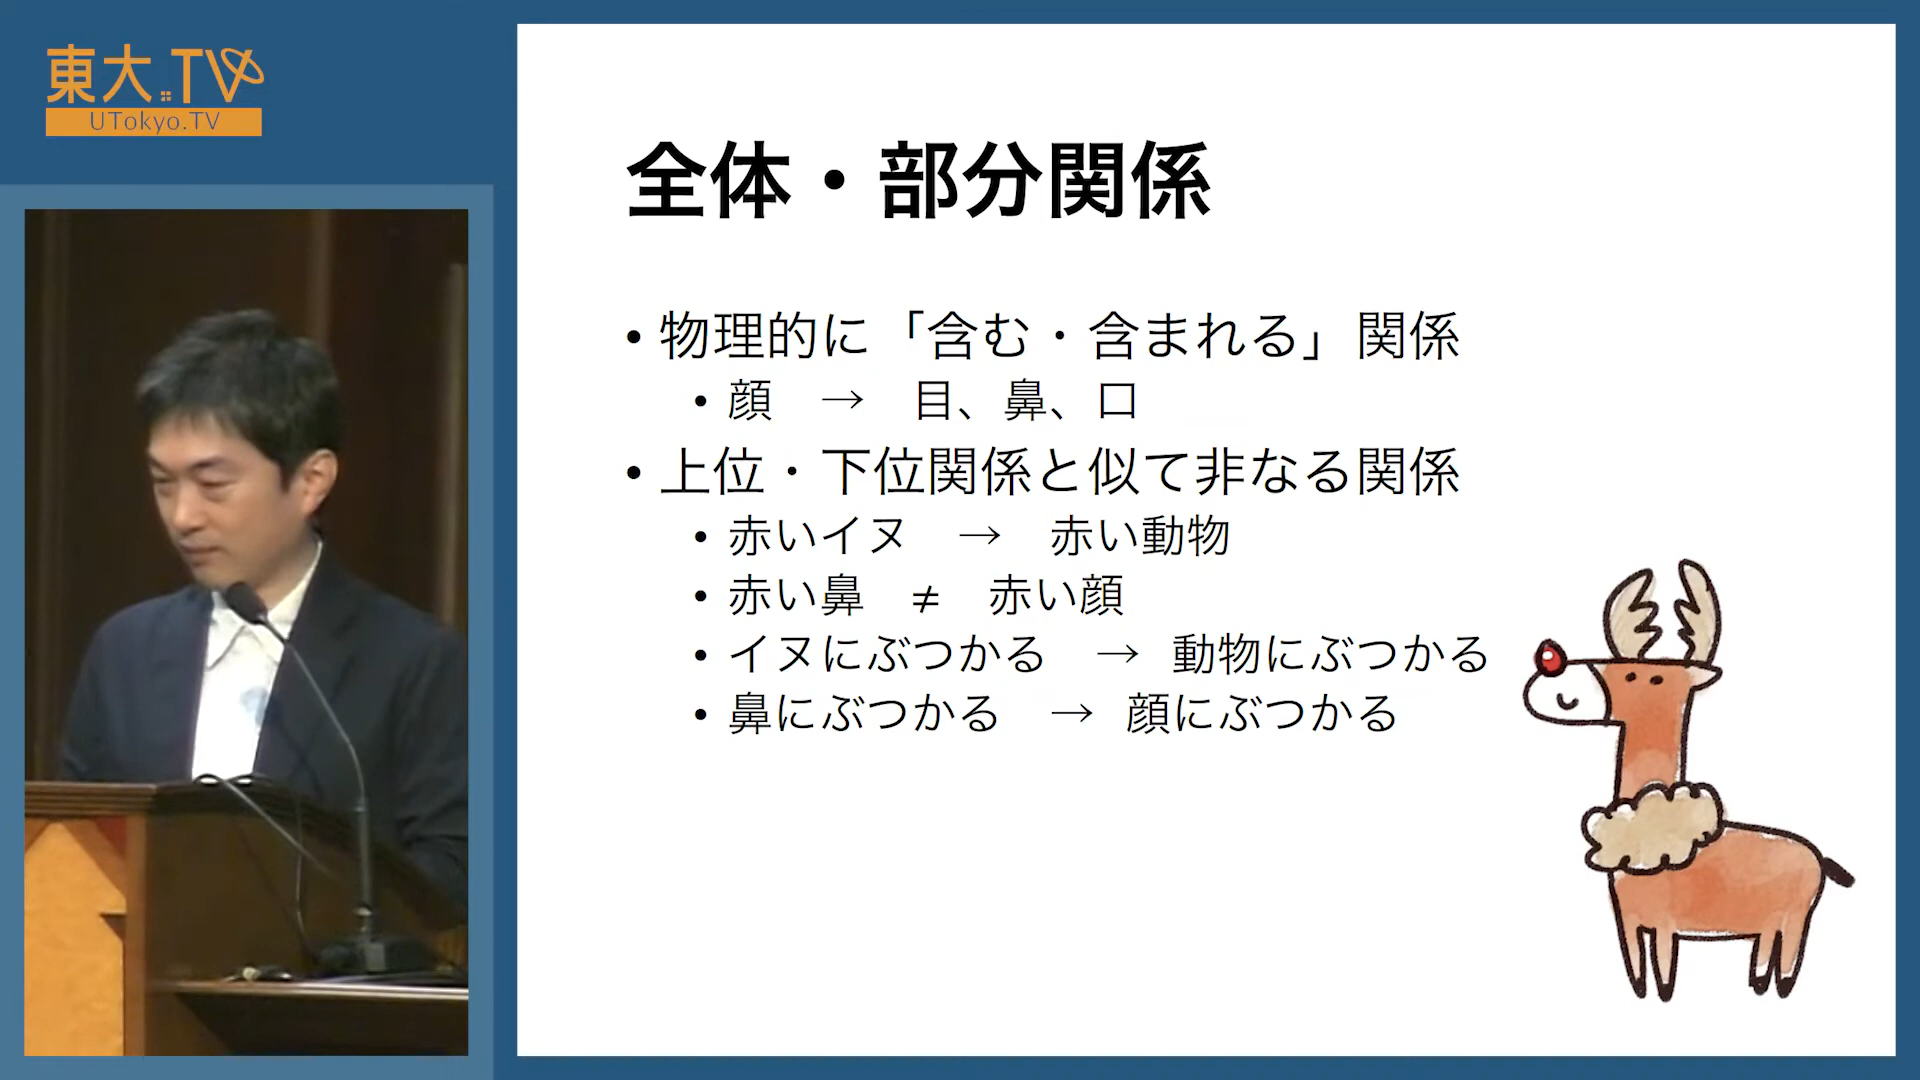 東大.TV
UTokyo.TV
全体・部分関係
• 物理的に「含む・含まれる」関係
• 顔　→　目、鼻、口
• 上位・下位関係と似て非なる関係
• 赤いイヌ　→　赤い動物
• 赤い鼻　≠　赤い顔
• イヌにぶつかる　→　動物にぶつかる
• 鼻にぶつかる　→　顔にぶつかる